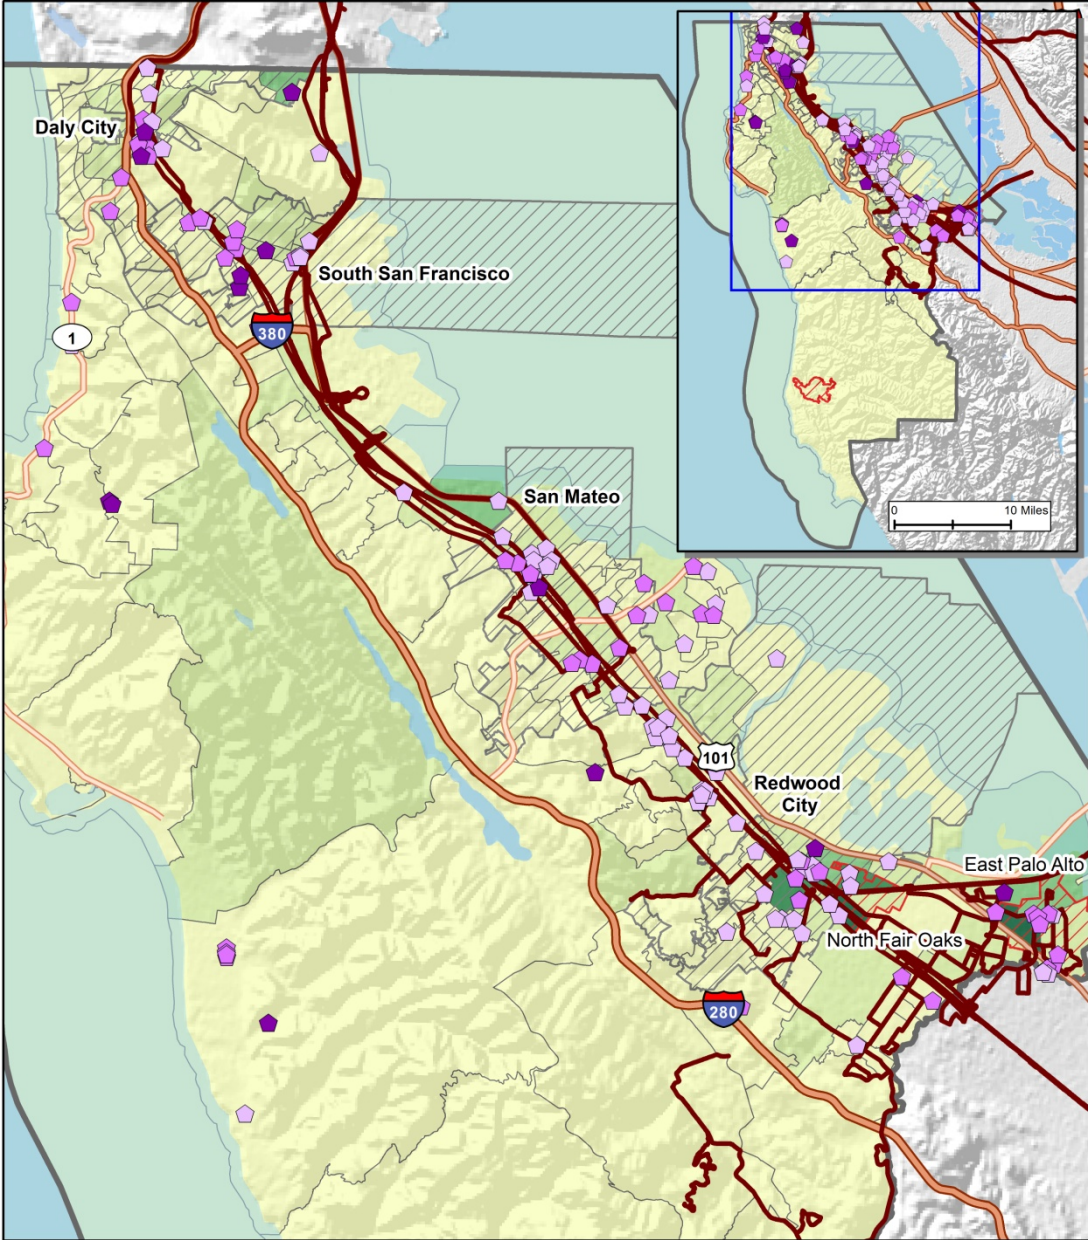 Daly City
South San Francisco
380
1
San Mateo
0 10 Miles
101
Redwood
City
East Palo Alto
North Fair Oaks
280